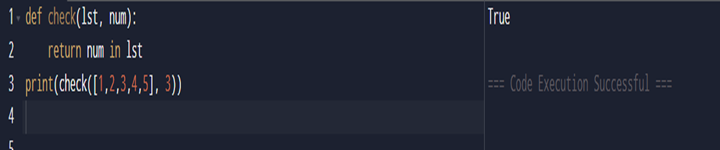 1 def check(lst, num):
2 return num in lst
3 print(check([1,2,3,4,5], 3))
4
5
True
=== Code Execution Successful ===